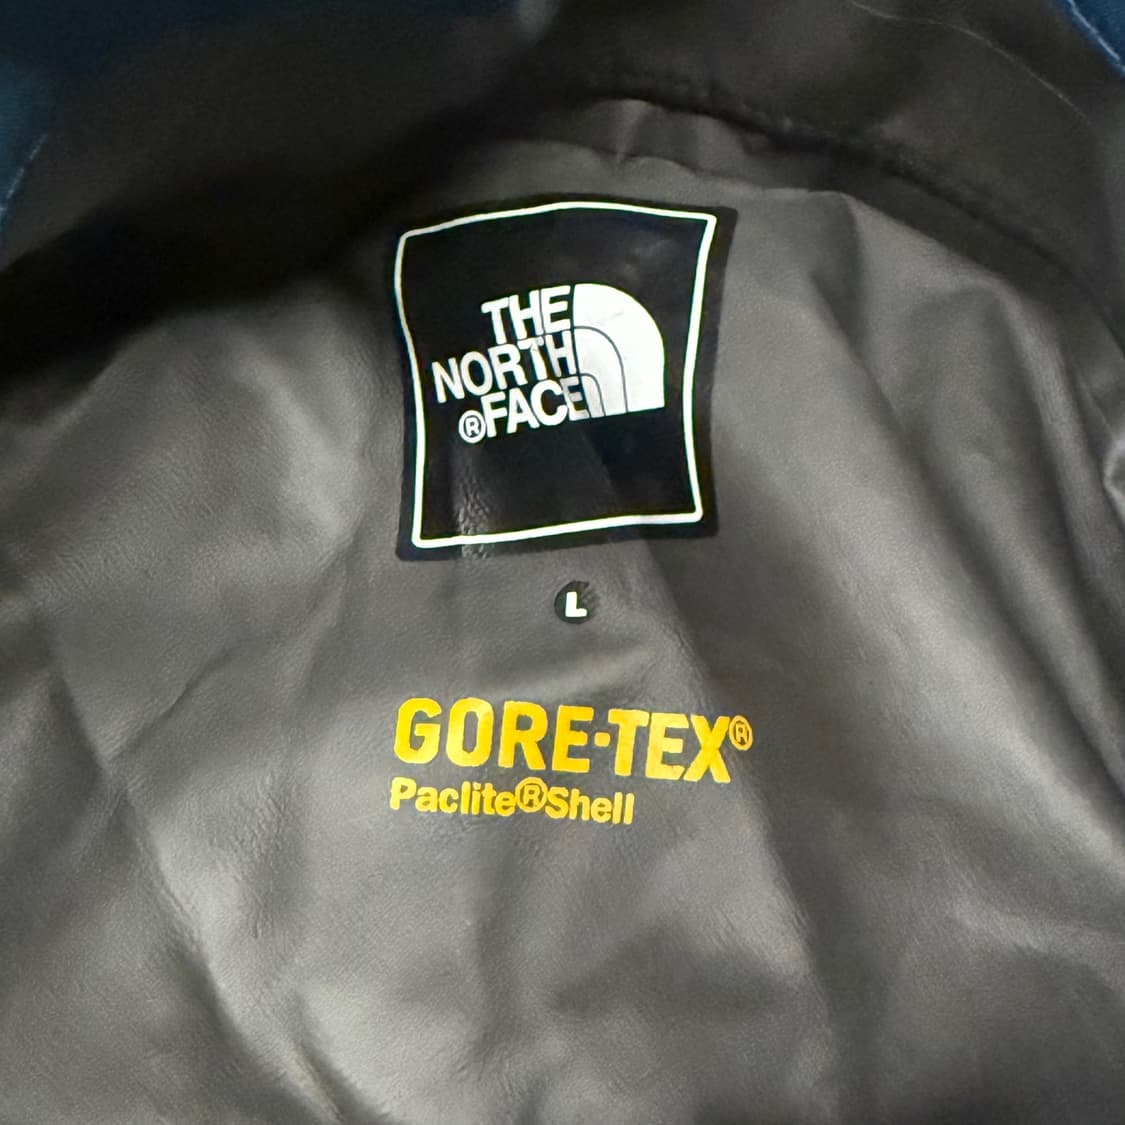 THE
NORTH
®FACE
L
GORE-TEX®
Paclite®Shell